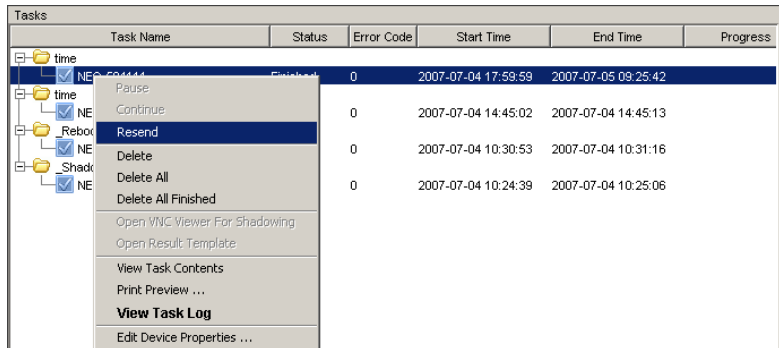 Tasks
Task Name Status Error Code Start Time End Time Progress
time
0 2007-07-04 17:59:59 2007-07-05 09:25:42
Pause
time
Continue
NE 0 2007-07-04 14:45:02 2007-07-04 14:45:13
_Reboo
Resend
NE 0 2007-07-04 10:30:53 2007-07-04 10:31:16
Delete
_Shado
Delete All
NE 0 2007-07-04 10:24:39 2007-07-04 10:25:06
Delete All Finished
Open VNC Viewer For Shadowing
Open Result Template
View Task Contents
Print Preview ...
View Task Log
Edit Device Properties ...